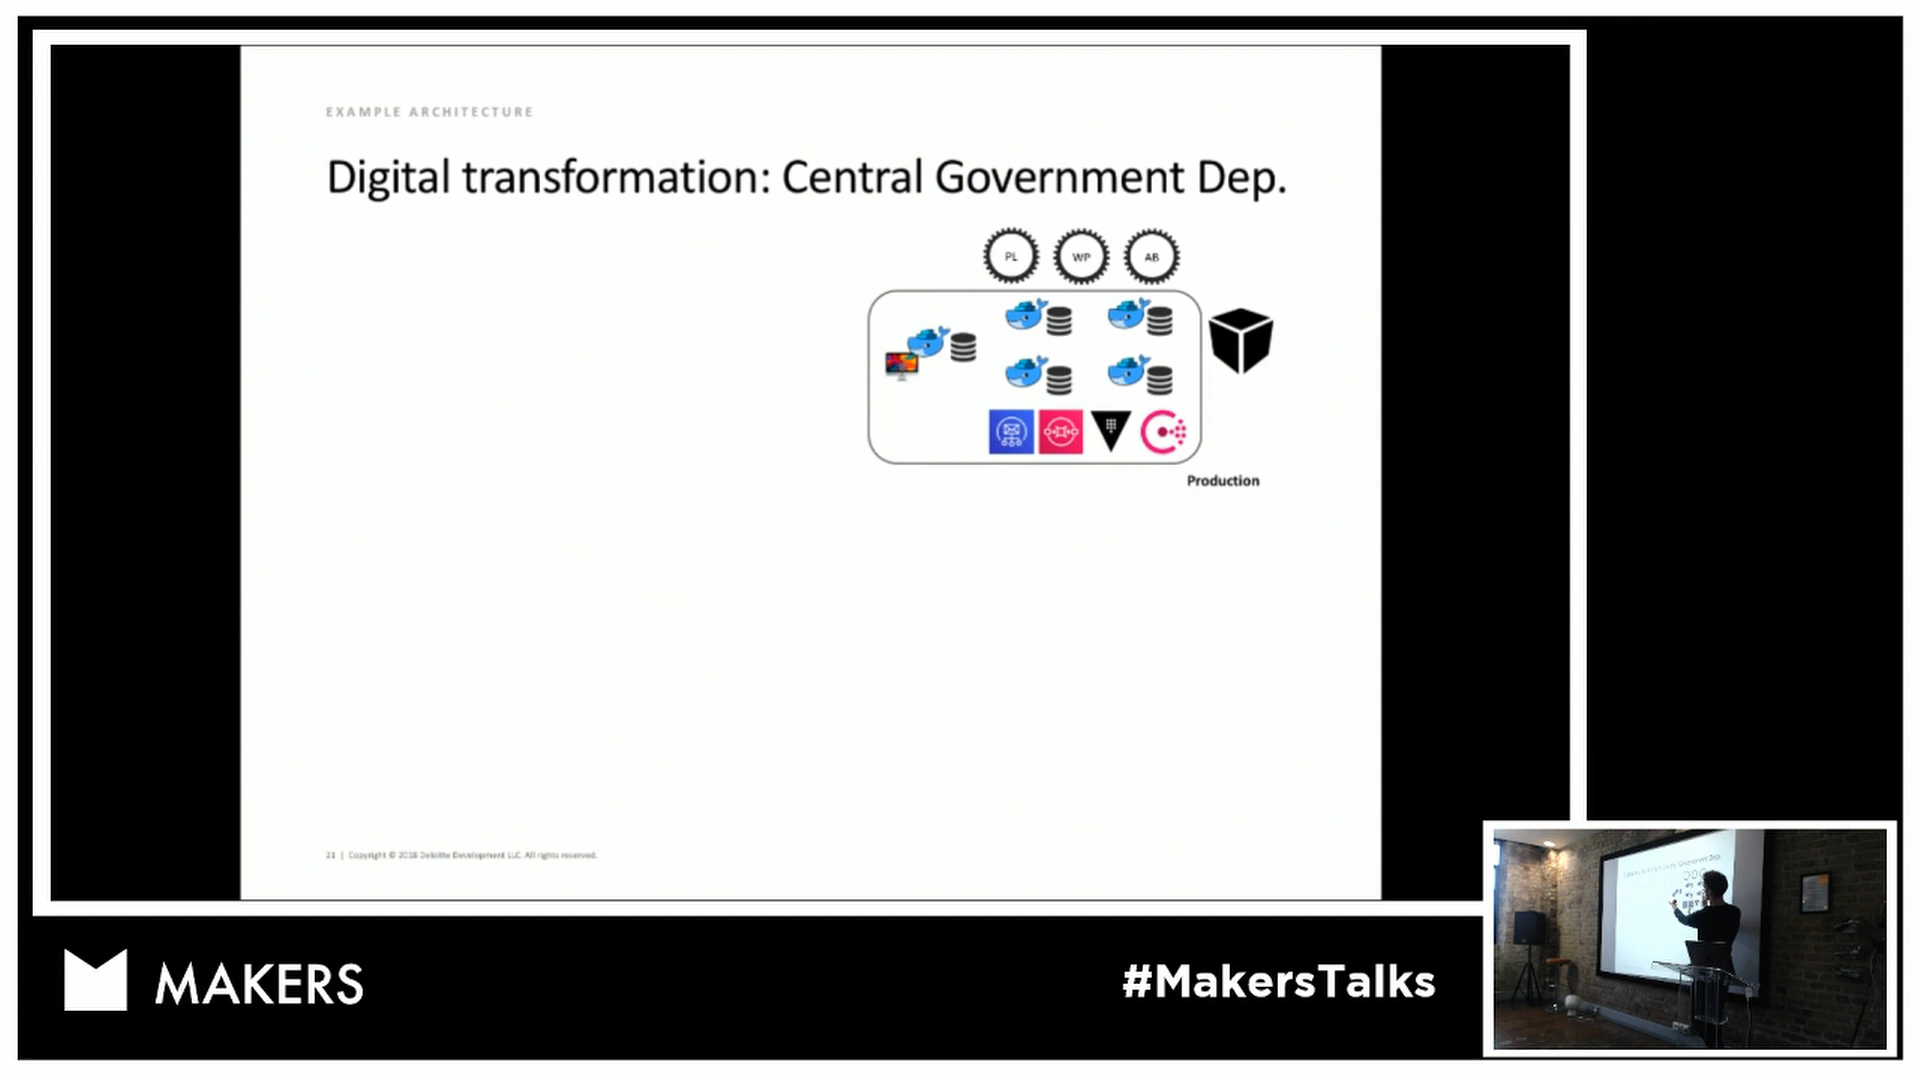 EXAMPLE ARCHITECTURE
Digital transformation: Central Government Dep.
PL
WP
AB
Production
21 | Copyright © 2018 Deloitte Development LLC. All rights reserved.
MAKERS
#MakersTalks